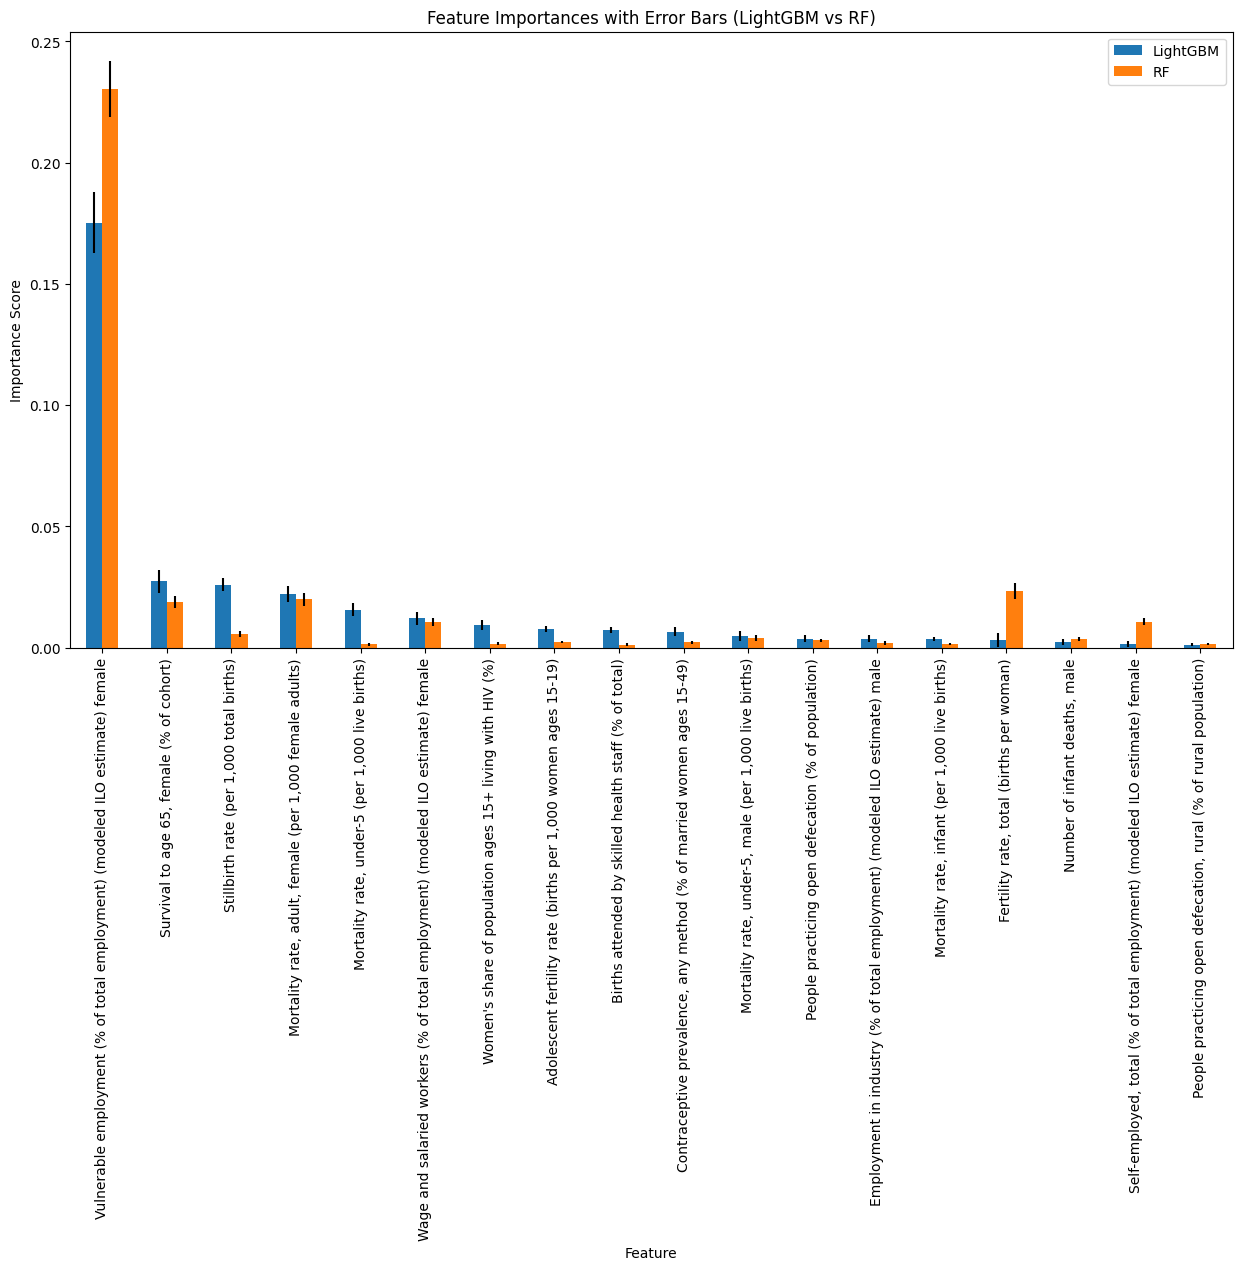 Feature Importances with Error Bars (LightGBM vs RF)
LightGBM
RF
Importance Score
0.25
0.20
0.15
0.10
0.05
0.00
Vulnerable employment (% of total employment) (modeled ILO estimate) female
Survival to age 65, female (% of cohort)
Stillbirth rate (per 1,000 total births)
Mortality rate, adult, female (per 1,000 female adults)
Mortality rate, under-5 (per 1,000 live births)
Wage and salaried workers (% of total employment) (modeled ILO estimate) female
Women's share of population ages 15+ living with HIV (%)
Adolescent fertility rate (births per 1,000 women ages 15-19)
Births attended by skilled health staff (% of total)
Contraceptive prevalence, any method (% of married women ages 15-49)
Mortality rate, under-5, male (per 1,000 live births)
People practicing open defecation (% of population)
Employment in industry (% of total employment) (modeled ILO estimate) male
Mortality rate, infant (per 1,000 live births)
Fertility rate, total (births per woman)
Number of infant deaths, male
Self-employed, total (% of total employment) (modeled ILO estimate) female
People practicing open defecation, rural (% of rural population)
Feature